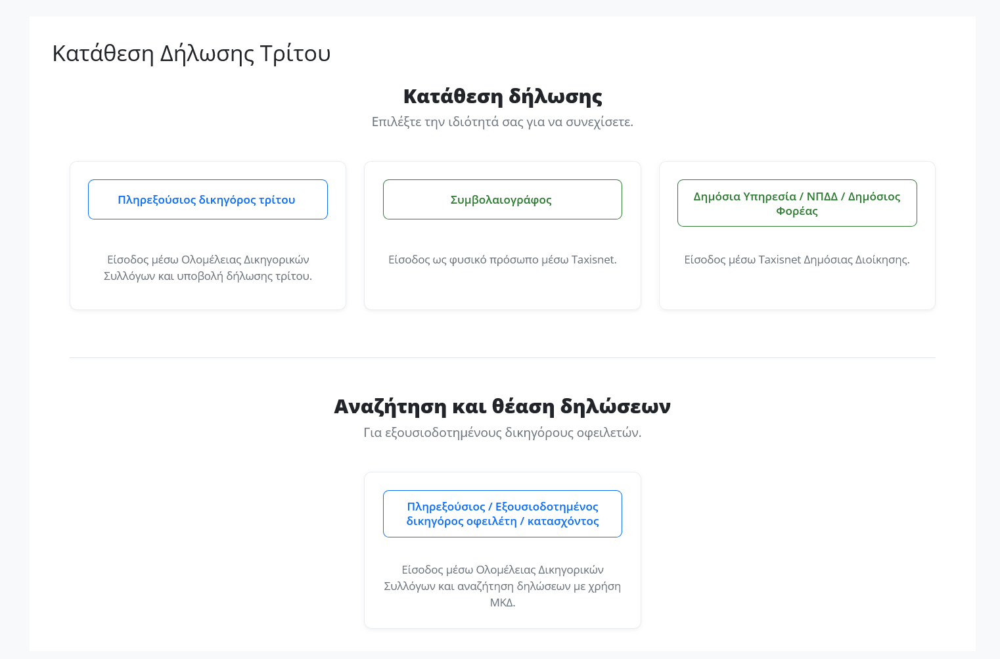 Κατάθεση Δήλωσης Τρίτου
Κατάθεση δήλωσης
Επιλέξτε την ιδιότητά σας για να συνεχίσετε.
Πληρεξούσιος δικηγόρος τρίτου
Είσοδος μέσω Ολομέλειας Δικηγορικών
Συλλόγων και υποβολή δήλωσης τρίτου.
Συμβολαιογράφος
Είσοδος ως φυσικό πρόσωπο μέσω Taxisnet.
Δημόσια Υπηρεσία / ΝΠΔΔ / Δημόσιος
Φορέας
Είσοδος μέσω Taxisnet Δημόσιας Διοίκησης.
Αναζήτηση και θέαση δηλώσεων
Για εξουσιοδοτημένους δικηγόρους οφειλετών.
Πληρεξούσιος / Εξουσιοδοτημένος
δικηγόρος οφειλέτη / κατασχόντος
Είσοδος μέσω Ολομέλειας Δικηγορικών
Συλλόγων και αναζήτηση δηλώσεων με χρήση
ΜΚΔ.